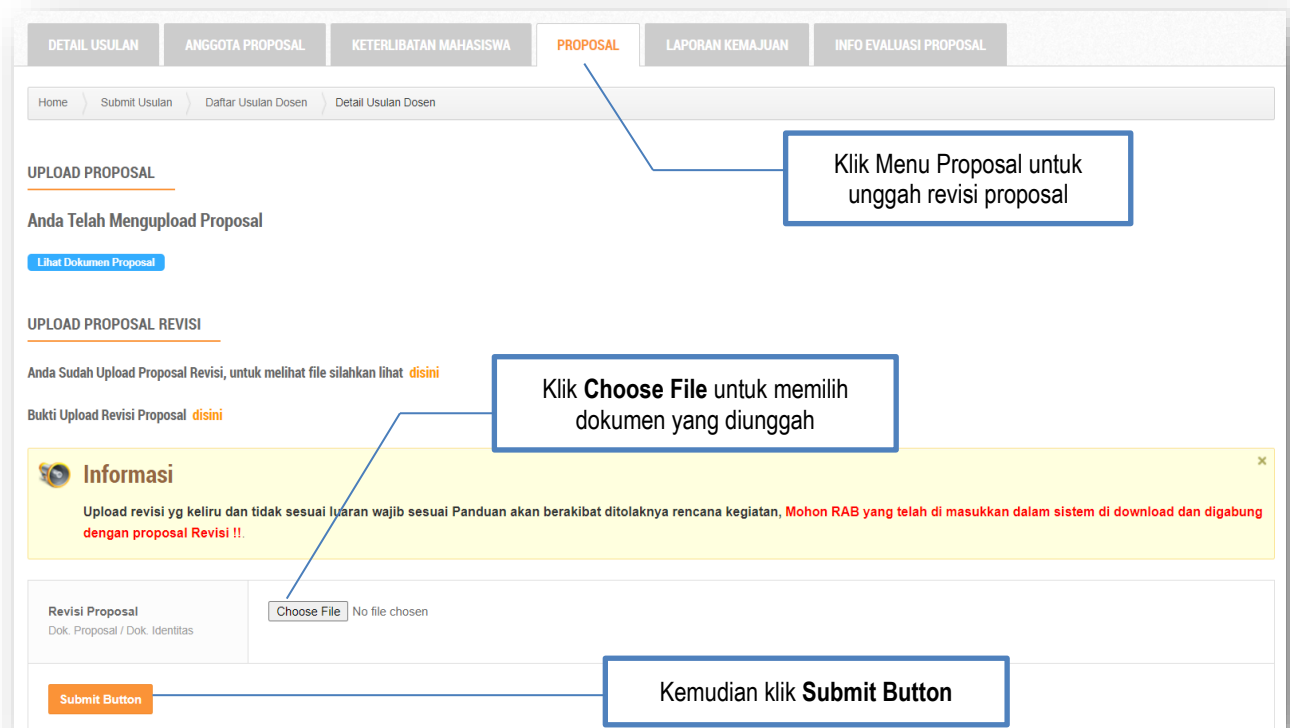 DETAIL USULAN ANGGOTA PROPOSAL KETERLIBATAN MAHASISWA PROPOSAL LAPORAN KEMAJUAN INFO EVALUASI PROPOSAL
Home Submit Usulan Daftar Usulan Dosen Detail Usulan Dosen
Klik Menu Proposal untuk
unggah revisi proposal
UPLOAD PROPOSAL
Anda Telah Mengupload Proposal
Lihat Dokumen Proposal
UPLOAD PROPOSAL REVISI
Anda Sudah Upload Proposal Revisi, untuk melihat file silahkan lihat disini
Klik Choose File untuk memilih
dokumen yang diunggah
Bukti Upload Revisi Proposal disini
Informasi
×
Upload revisi yg keliru dan tidak sesuai luaran wajib sesuai Panduan akan berakibat ditolaknya rencana kegiatan, Mohon RAB yang telah di masukkan dalam sistem di download dan digabung
dengan proposal Revisi !!.
Revisi Proposal
Dok. Proposal / Dok. Identitas
Choose File No file chosen
Kemudian klik Submit Button
Submit Button